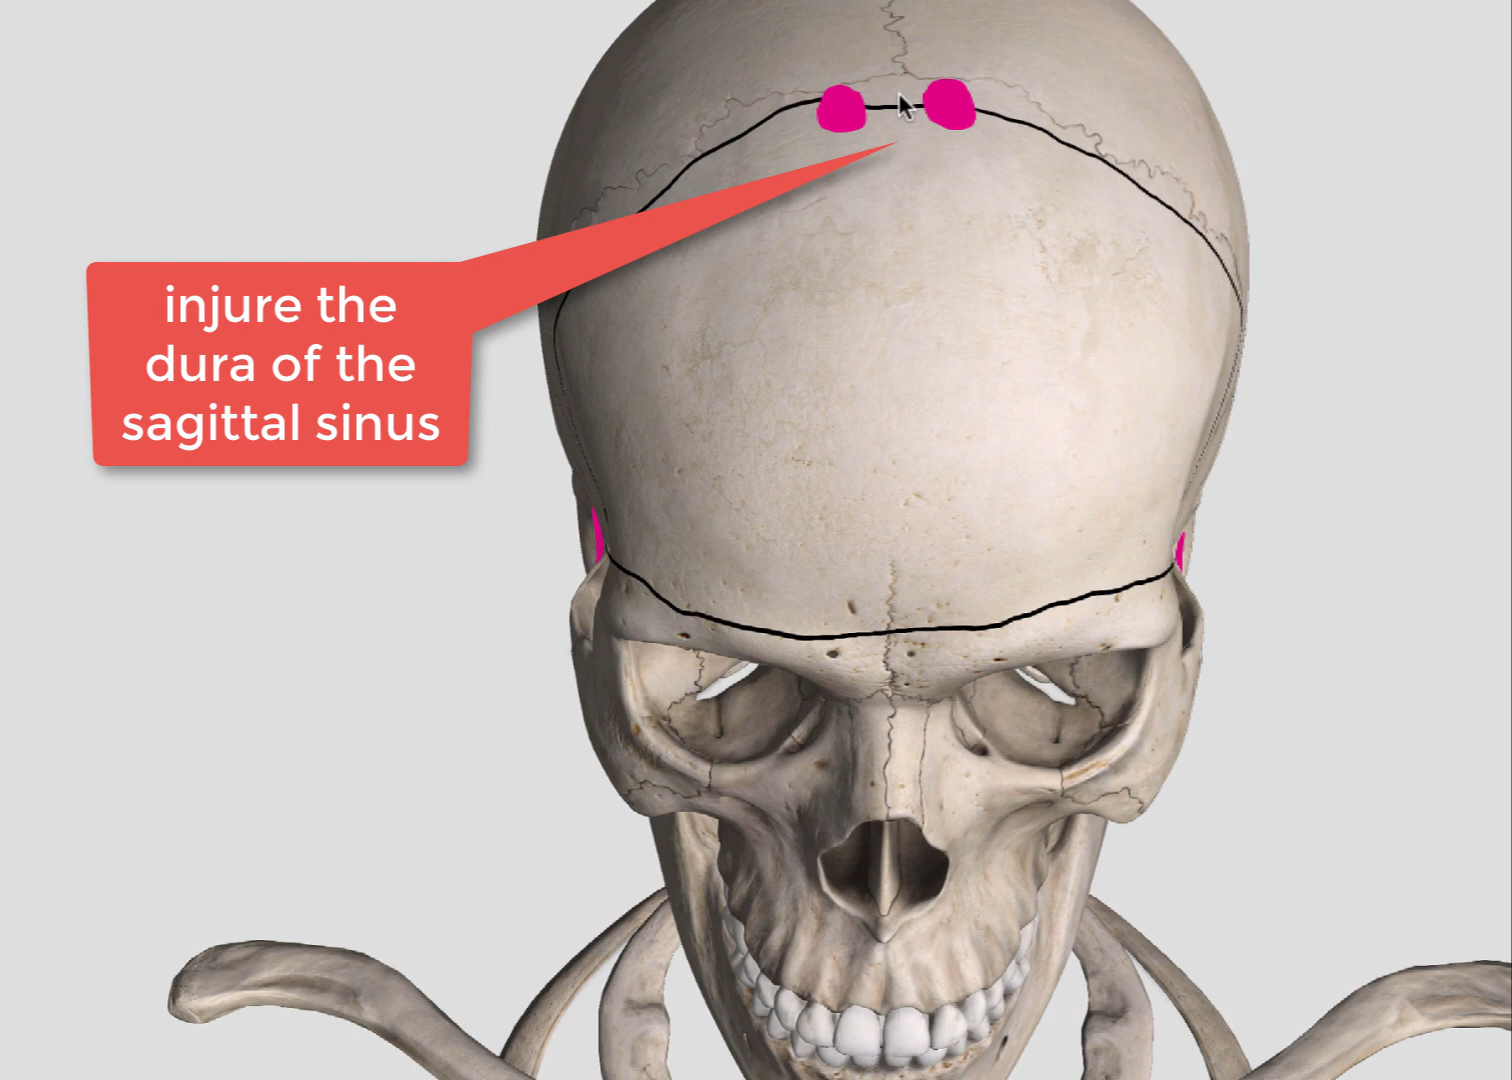 injure the
dura of the
sagittal sinus